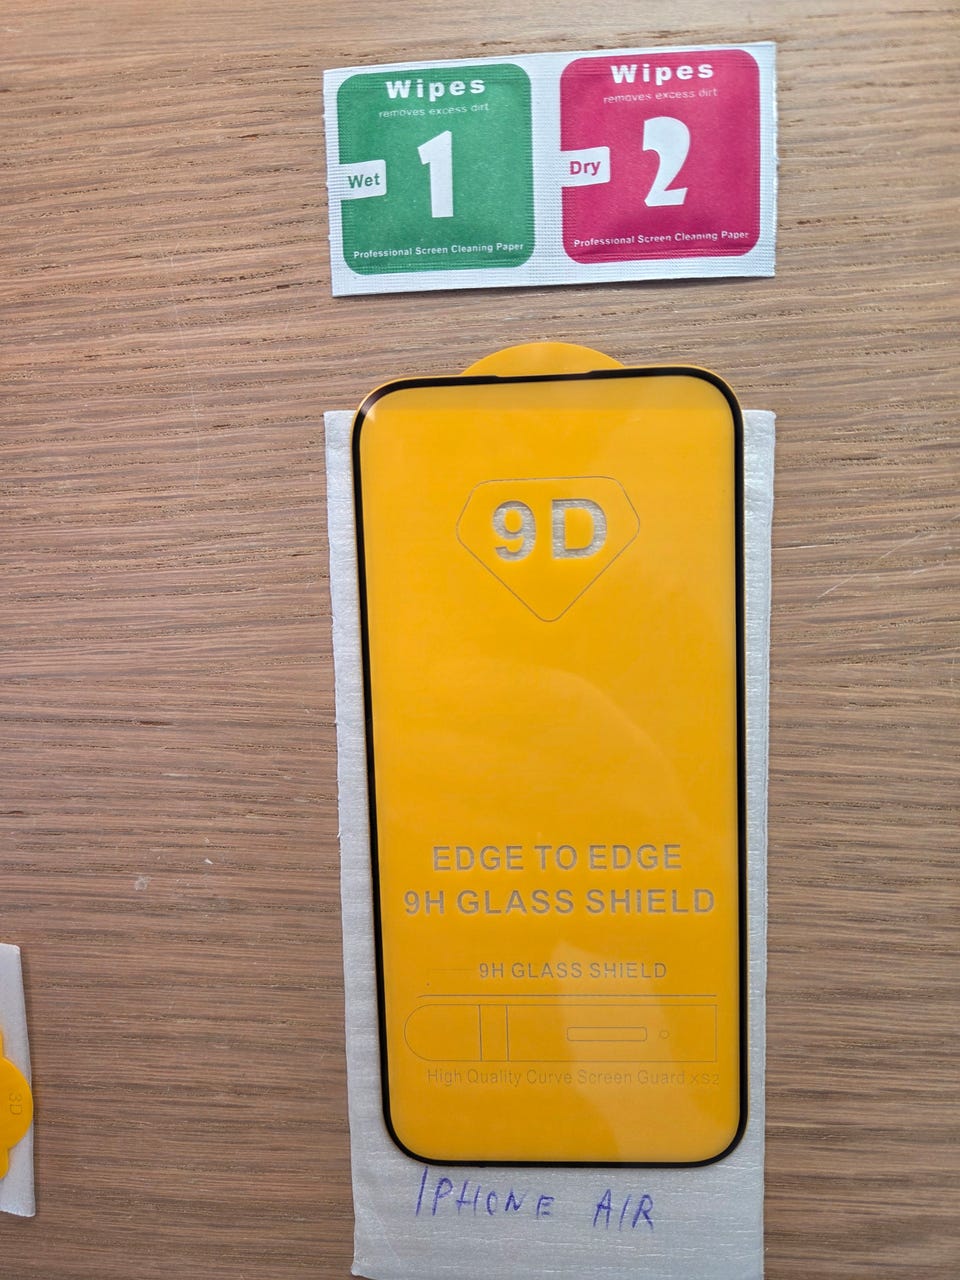 Wipes
removes excess dirt
Wet
1
Professional Screen Cleaning Paper
Wipes
removes excess dirt
Dry
2
Professional Screen Cleaning Paper
9D
EDGE TO EDGE
9H GLASS SHIELD
9H GLASS SHIELD
High Quality Curve Screen Guard XS2
IPHONE AIR
3D